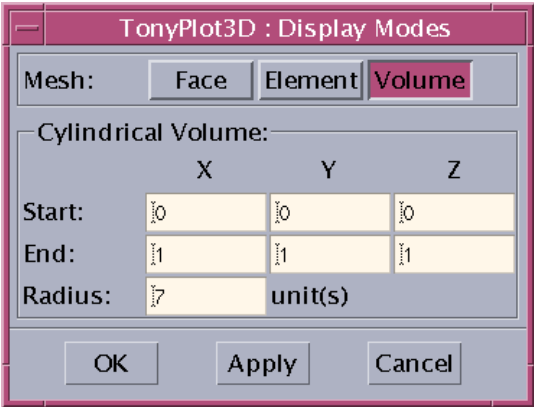 TonyPlot3D : Display Modes
Mesh: Face Element Volume
Cylindrical Volume:
X Y Z
Start: 0 0 0
End: 1 1 1
Radius: 7 unit(s)
OK Apply Cancel